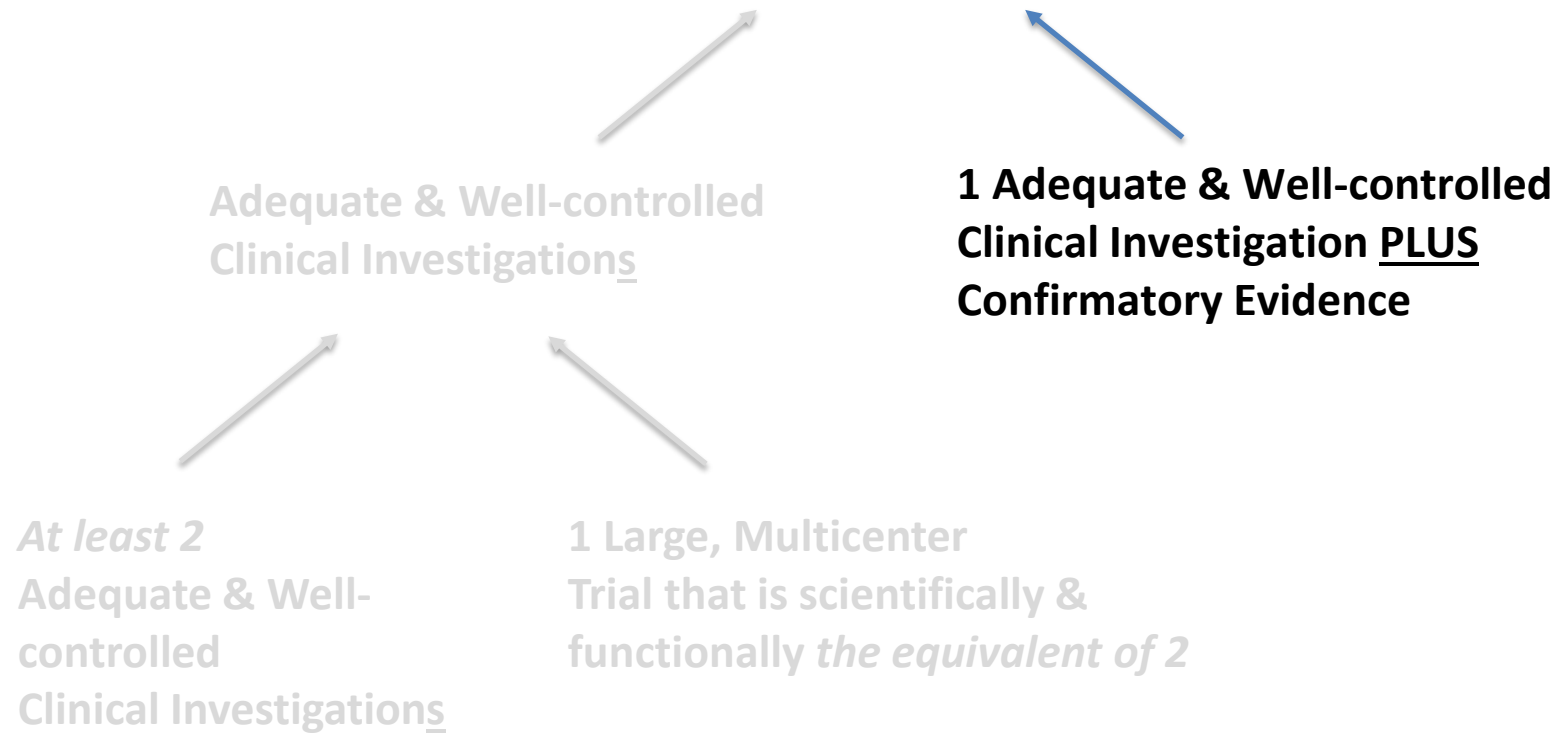 Adequate & Well-controlled
Clinical Investigations
1 Adequate & Well-controlled
Clinical Investigation PLUS
Confirmatory Evidence
At least 2
Adequate & Well-
controlled
Clinical Investigations
1 Large, Multicenter
Trial that is scientifically &
functionally the equivalent of 2